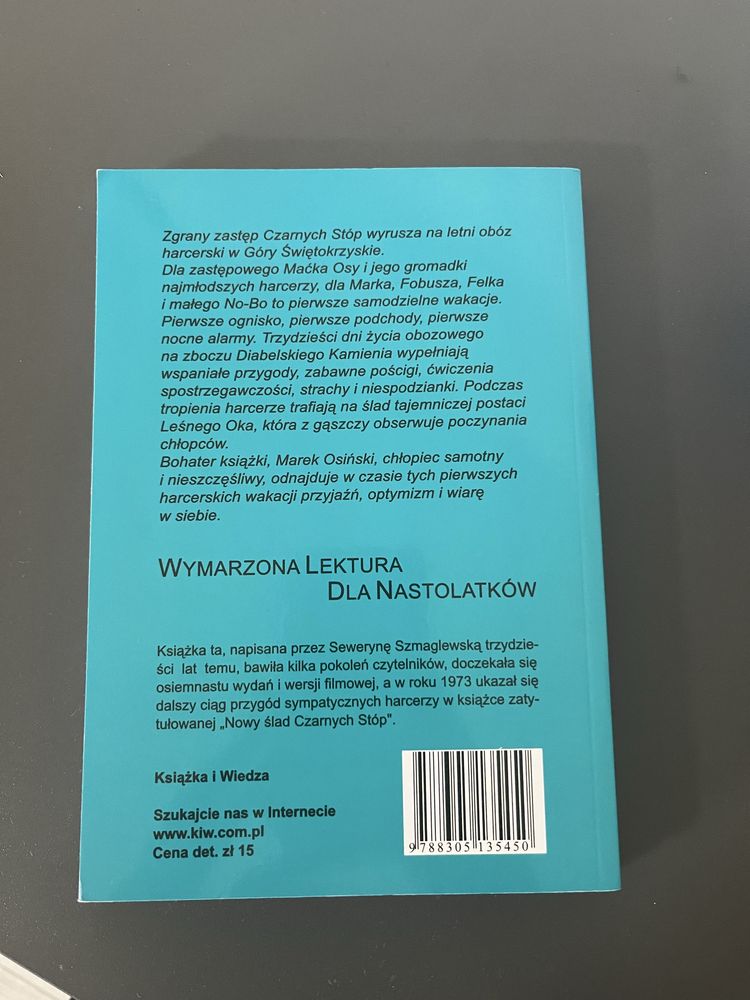 Zgrany zastęp Czarnych Stóp wyrusza na letni obóz
harcerski w Góry Świętokrzyskie.
Dla zastępowego Maćka Osy i jego gromadki
najmłodszych harcerzy, dla Marka, Fobusza, Felka
i małego No-Bo to pierwsze samodzielne wakacje.
Pierwsze ognisko, pierwsze podchody, pierwsze
nocne alarmy. Trzydzieści dni życia obozowego
na zboczu Diabelskiego Kamienia wypełniają
wspaniałe przygody, zabawne pościgi, ćwiczenia
spostrzegawczości, strachy i niespodzianki. Podczas
tropienia harcerze trafiają na ślad tajemniczej postaci
Leśnego Oka, która z gąszczy obserwuje poczynania
chłopców.
Bohater książki, Marek Osiński, chłopiec samotny
i nieszczęśliwy, odnajduje w czasie tych pierwszych
harcerskich wakacji przyjaźń, optymizm i wiarę
w siebie.
WYMARZONA LEKTURA
DLA NASTOLATKÓW
Książka ta, napisana przez Sewerynę Szmaglewską trzydzie-
ści lat temu, bawiła kilka pokoleń czytelników, doczekała się
osiemnastu wydań i wersji filmowej, a w roku 1973 ukazał się
dalszy ciąg przygód sympatycznych harcerzy w książce zaty-
tułowanej „Nowy ślad Czarnych Stóp".
Książka i Wiedza
Szukajcie nas w Internecie
www.kiw.com.pl
Cena det. zł 15
9 788305 135450